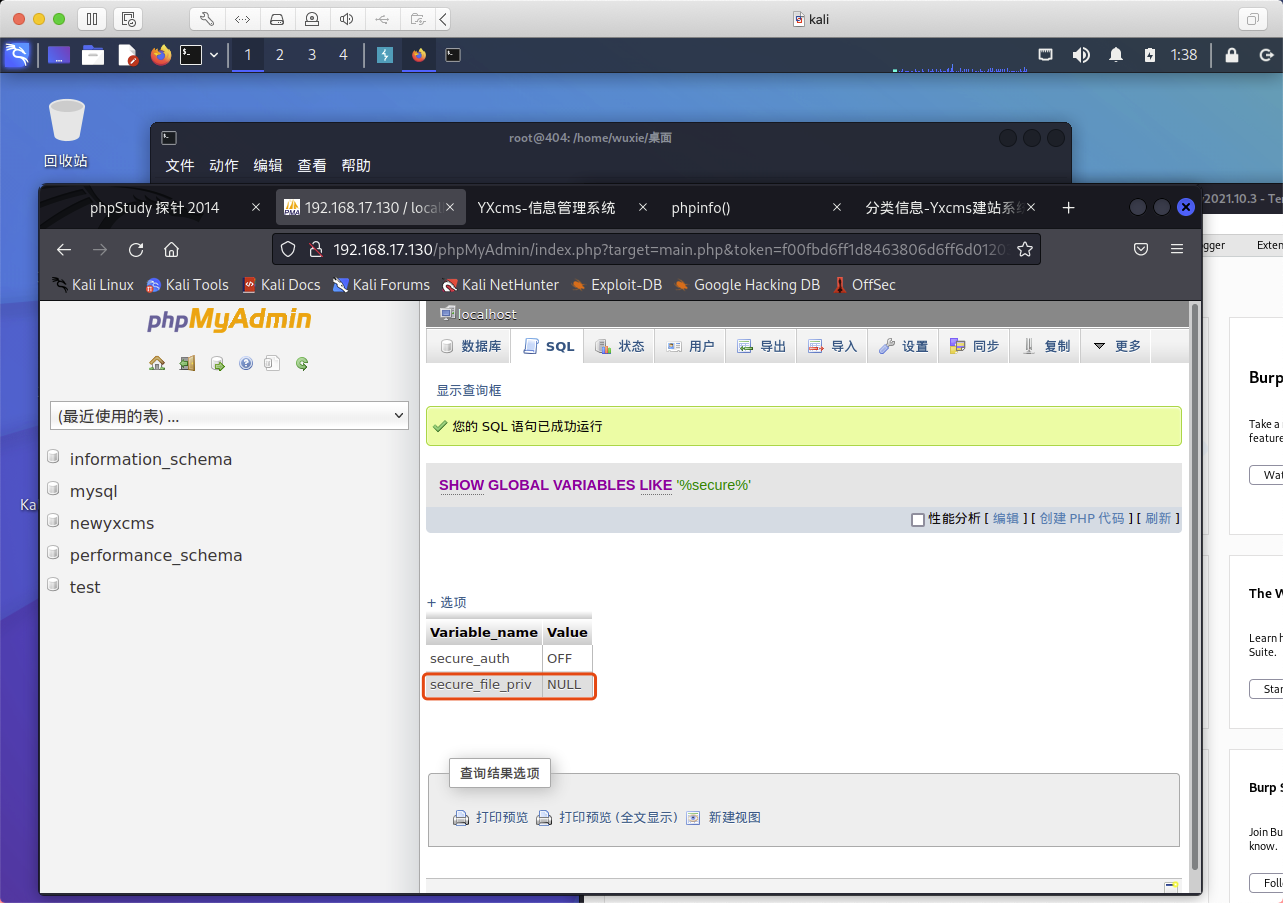 kali
1 2 3 4
1:38
回收站
root@404: /home/wuxie/桌面
文件 动作 编辑 查看 帮助
phpStudy 探针 2014
192.168.17.130 / local
YXcms-信息管理系统
phpinfo()
分类信息-Yxcms建站系统
2021.10.3 - Te
192.168.17.130/phpMyAdmin/index.php?target=main.php&token=f00fbd6ff1d8463806d6ff6d0120
Kali Linux Kali Tools Kali Docs Kali Forums Kali NetHunter Exploit-DB Google Hacking DB OffSec
gger Exten
phpMyAdmin
localhost
数据库 SQL 状态 用户 导出 导入 设置 同步 复制 更多
显示查询框
(最近使用的表) ...
您的 SQL 语句已成功运行
information_schema
mysql
newyxcms
performance_schema
test
SHOW GLOBAL VARIABLES LIKE '%secure%'
性能分析 [ 编辑 ] [ 创建 PHP 代码 ] [ 刷新 ]
+ 选项
Variable_name Value
secure_auth OFF
secure_file_priv NULL
查询结果选项
打印预览 打印预览 (全文显示) 新建视图
Ka
Burp
Take a
feature
Wat
The W
Learn h
Suite.
Star
Burp S
Join Bu
know.
Foll